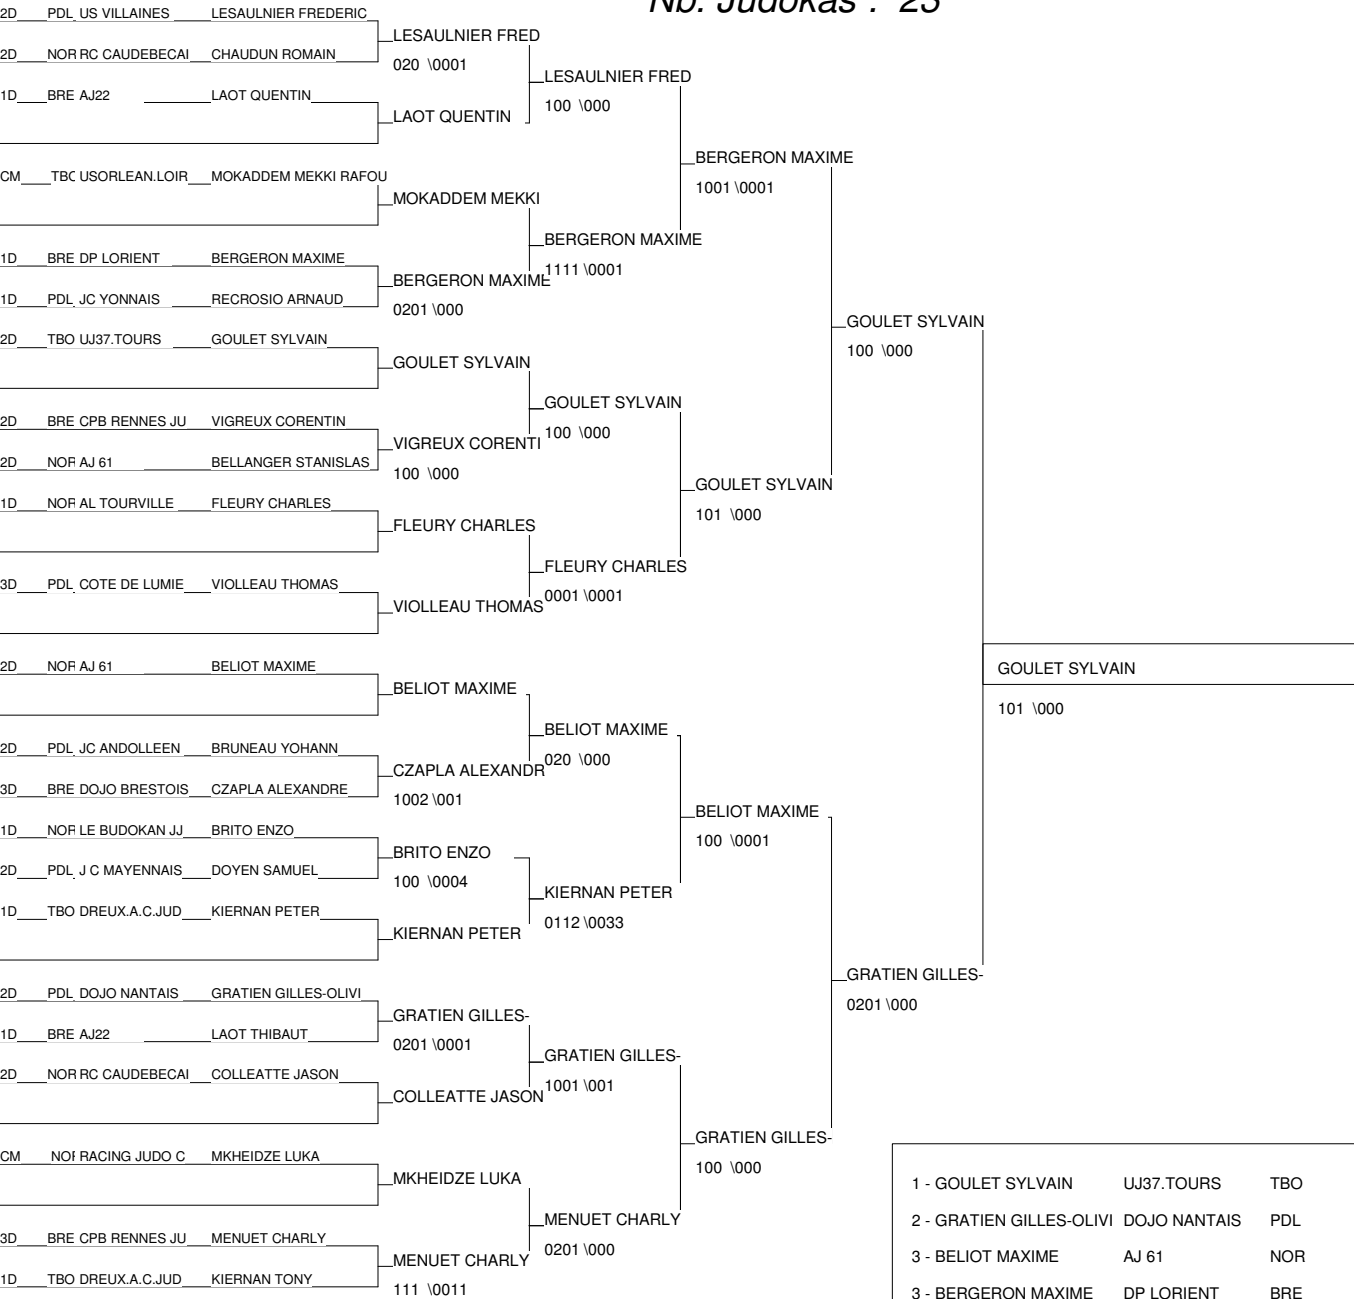 Nb. Judokas : 23
2D PDL US VILLAINES LESAULNIER FREDERIC
LESAULNIER FRED
2D NOR RC CAUDEBECAI CHAUDUN ROMAIN
020 \0001
LESAULNIER FRED
1D BRE AJ22 LAOT QUENTIN
100 \000
LAOT QUENTIN
BERGERON MAXIME
CM TBO USORLEAN.LOIR MOKADDEM MEKKI RAFOU
1001 \0001
MOKADDEM MEKKI
BERGERON MAXIME
1D BRE DP LORIENT BERGERON MAXIME
1111 \0001
BERGERON MAXIME
1D PDL JC YONNAIS RECROSIO ARNAUD
0201 \000
GOULET SYLVAIN
2D TBO UJ37.TOURS GOULET SYLVAIN
100 \000
GOULET SYLVAIN
GOULET SYLVAIN
2D BRE CPB RENNES JU VIGREUX CORENTIN
100 \000
VIGREUX CORENTI
2D NOR AJ 61 BELLANGER STANISLAS
100 \000
GOULET SYLVAIN
1D NOR AL TOURVILLE FLEURY CHARLES
101 \000
FLEURY CHARLES
FLEURY CHARLES
3D PDL COTE DE LUMIE VIOLLEAU THOMAS
0001 \0001
VIOLLEAU THOMAS
2D NOR AJ 61 BELIOT MAXIME
GOULET SYLVAIN
BELIOT MAXIME
101 \000
BELIOT MAXIME
2D PDL JC ANDOLLEEN BRUNEAU YOHANN
020 \000
CZAPLA ALEXANDR
3D BRE DOJO BRESTOIS CZAPLA ALEXANDRE
1002 \001
BELIOT MAXIME
1D NOR LE BUDOKAN JJ BRITO ENZO
100 \0001
BRITO ENZO
2D PDL J C MAYENNAIS DOYEN SAMUEL
100 \0004
KIERNAN PETER
1D TBO DREUX.A.C.JUD KIERNAN PETER
0112 \0033
KIERNAN PETER
GRATIEN GILLES-
2D PDL DOJO NANTAIS GRATIEN GILLES-OLIVI
0201 \000
GRATIEN GILLES-
1D BRE AJ22 LAOT THIBAUT
0201 \0001
GRATIEN GILLES-
2D NOR RC CAUDEBECAI COLLEATTE JASON
1001 \001
COLLEATTE JASON
GRATIEN GILLES-
CM NOR RACING JUDO C MKHEIDZE LUKA
100 \000
MKHEIDZE LUKA
MENUET CHARLY
3D BRE CPB RENNES JU MENUET CHARLY
0201 \000
MENUET CHARLY
1D TBO DREUX.A.C.JUD KIERNAN TONY
111 \0011
1 - GOULET SYLVAIN UJ37.TOURS TBO
2 - GRATIEN GILLES-OLIVI DOJO NANTAIS PDL
3 - BELIOT MAXIME AJ 61 NOR
3 - BERGERON MAXIME DP LORIENT BRE